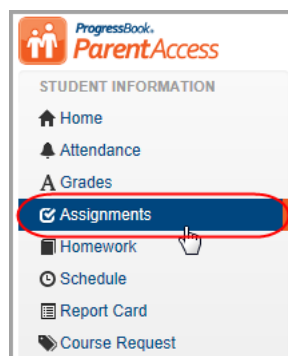 ProgressBook.
ParentAccess
STUDENT INFORMATION
Home
Attendance
Grades
Assignments
Homework
Schedule
Report Card
Course Request